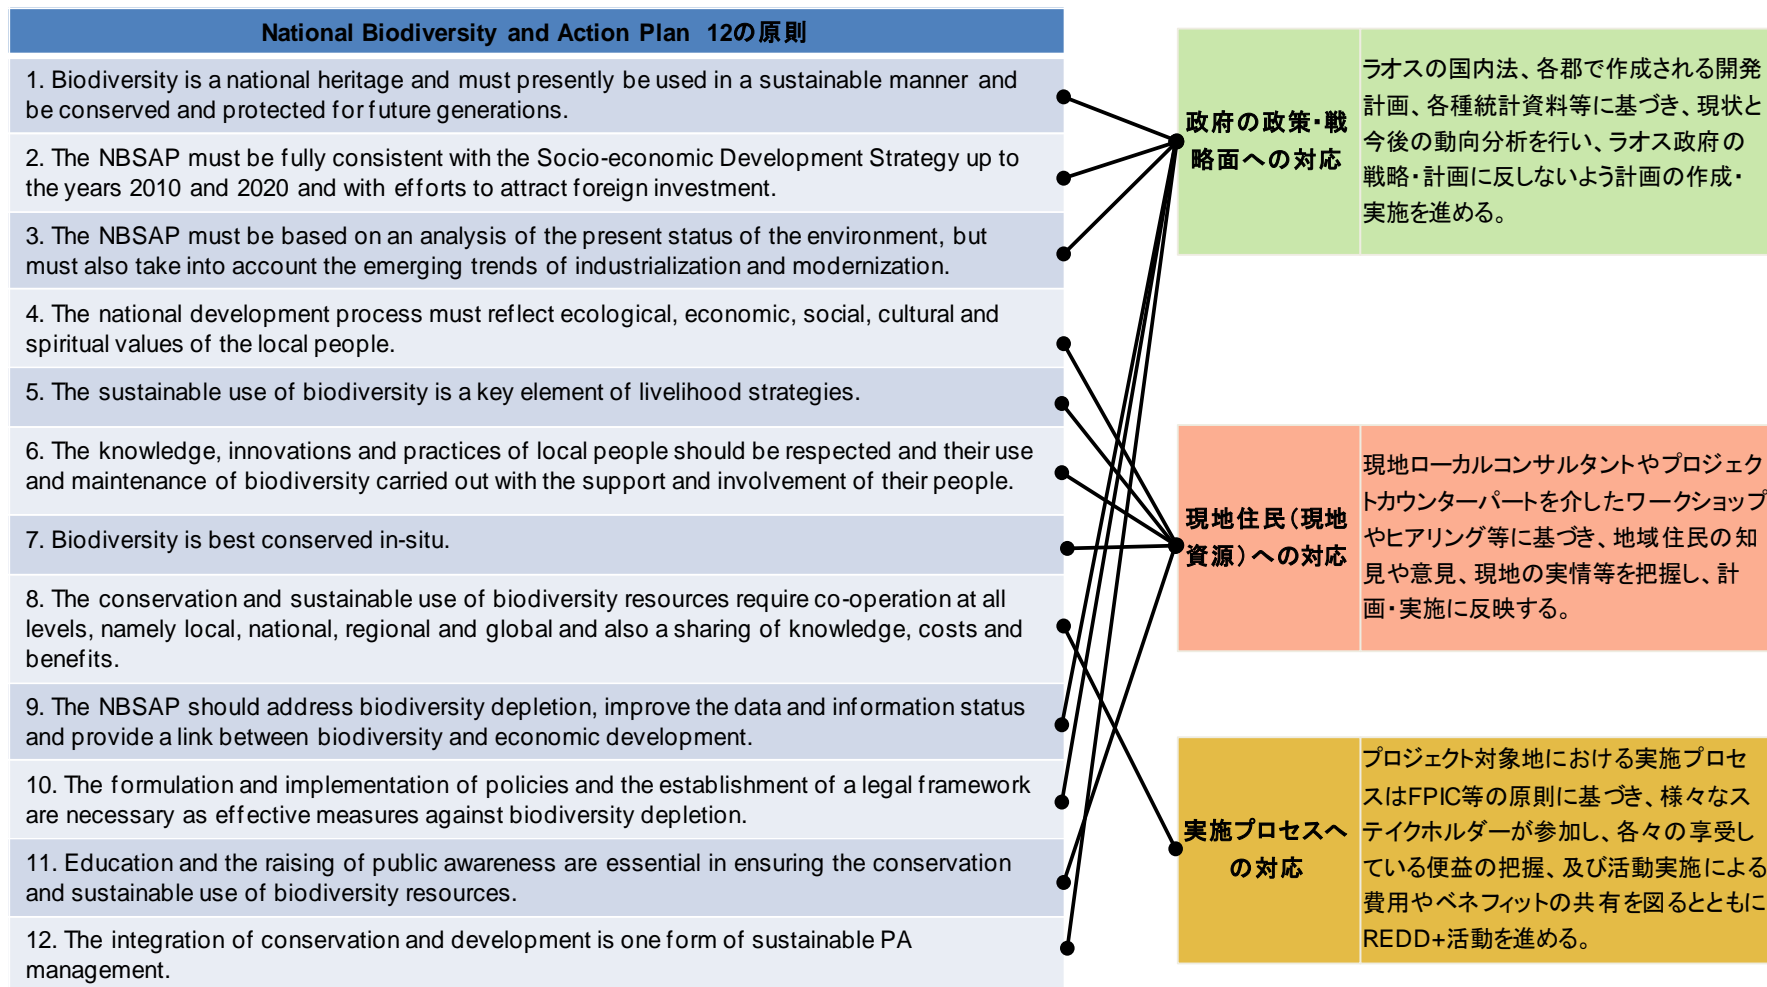 National Biodiversity and Action Plan 12の原則
1. Biodiversity is a national heritage and must presently be used in a sustainable manner and
be conserved and protected for future generations.
2. The NBSAP must be fully consistent with the Socio-economic Development Strategy up to
the years 2010 and 2020 and with efforts to attract foreign investment.
3. The NBSAP must be based on an analysis of the present status of the environment, but
must also take into account the emerging trends of industrialization and modernization.
4. The national development process must reflect ecological, economic, social, cultural and
spiritual values of the local people.
5. The sustainable use of biodiversity is a key element of livelihood strategies.
6. The knowledge, innovations and practices of local people should be respected and their use
and maintenance of biodiversity carried out with the support and involvement of their people.
7. Biodiversity is best conserved in-situ.
8. The conservation and sustainable use of biodiversity resources require co-operation at all
levels, namely local, national, regional and global and also a sharing of knowledge, costs and
benefits.
9. The NBSAP should address biodiversity depletion, improve the data and information status
and provide a link between biodiversity and economic development.
10. The formulation and implementation of policies and the establishment of a legal framework
are necessary as effective measures against biodiversity depletion.
11. Education and the raising of public awareness are essential in ensuring the conservation
and sustainable use of biodiversity resources.
12. The integration of conservation and development is one form of sustainable PA
management.
政府の政策・戦
略面への対応
ラオスの国内法、各郡で作成される開発
計画、各種統計資料等に基づき、現状と
今後の動向分析を行い、ラオス政府の
戦略・計画に反しないよう計画の作成・
実施を進める。
現地住民（現地
資源）への対応
現地ローカルコンサルタントやプロジェク
トカウンターパートを介したワークショップ
やヒアリング等に基づき、地域住民の知
見や意見、現地の実情等を把握し、計
画・実施に反映する。
実施プロセスへ
の対応
プロジェクト対象地における実施プロセ
スはFPIC等の原則に基づき、様々なス
テイクホルダーが参加し、各々の享受し
ている便益の把握、及び活動実施による
費用やベネフィットの共有を図るとともに
REDD+活動を進める。